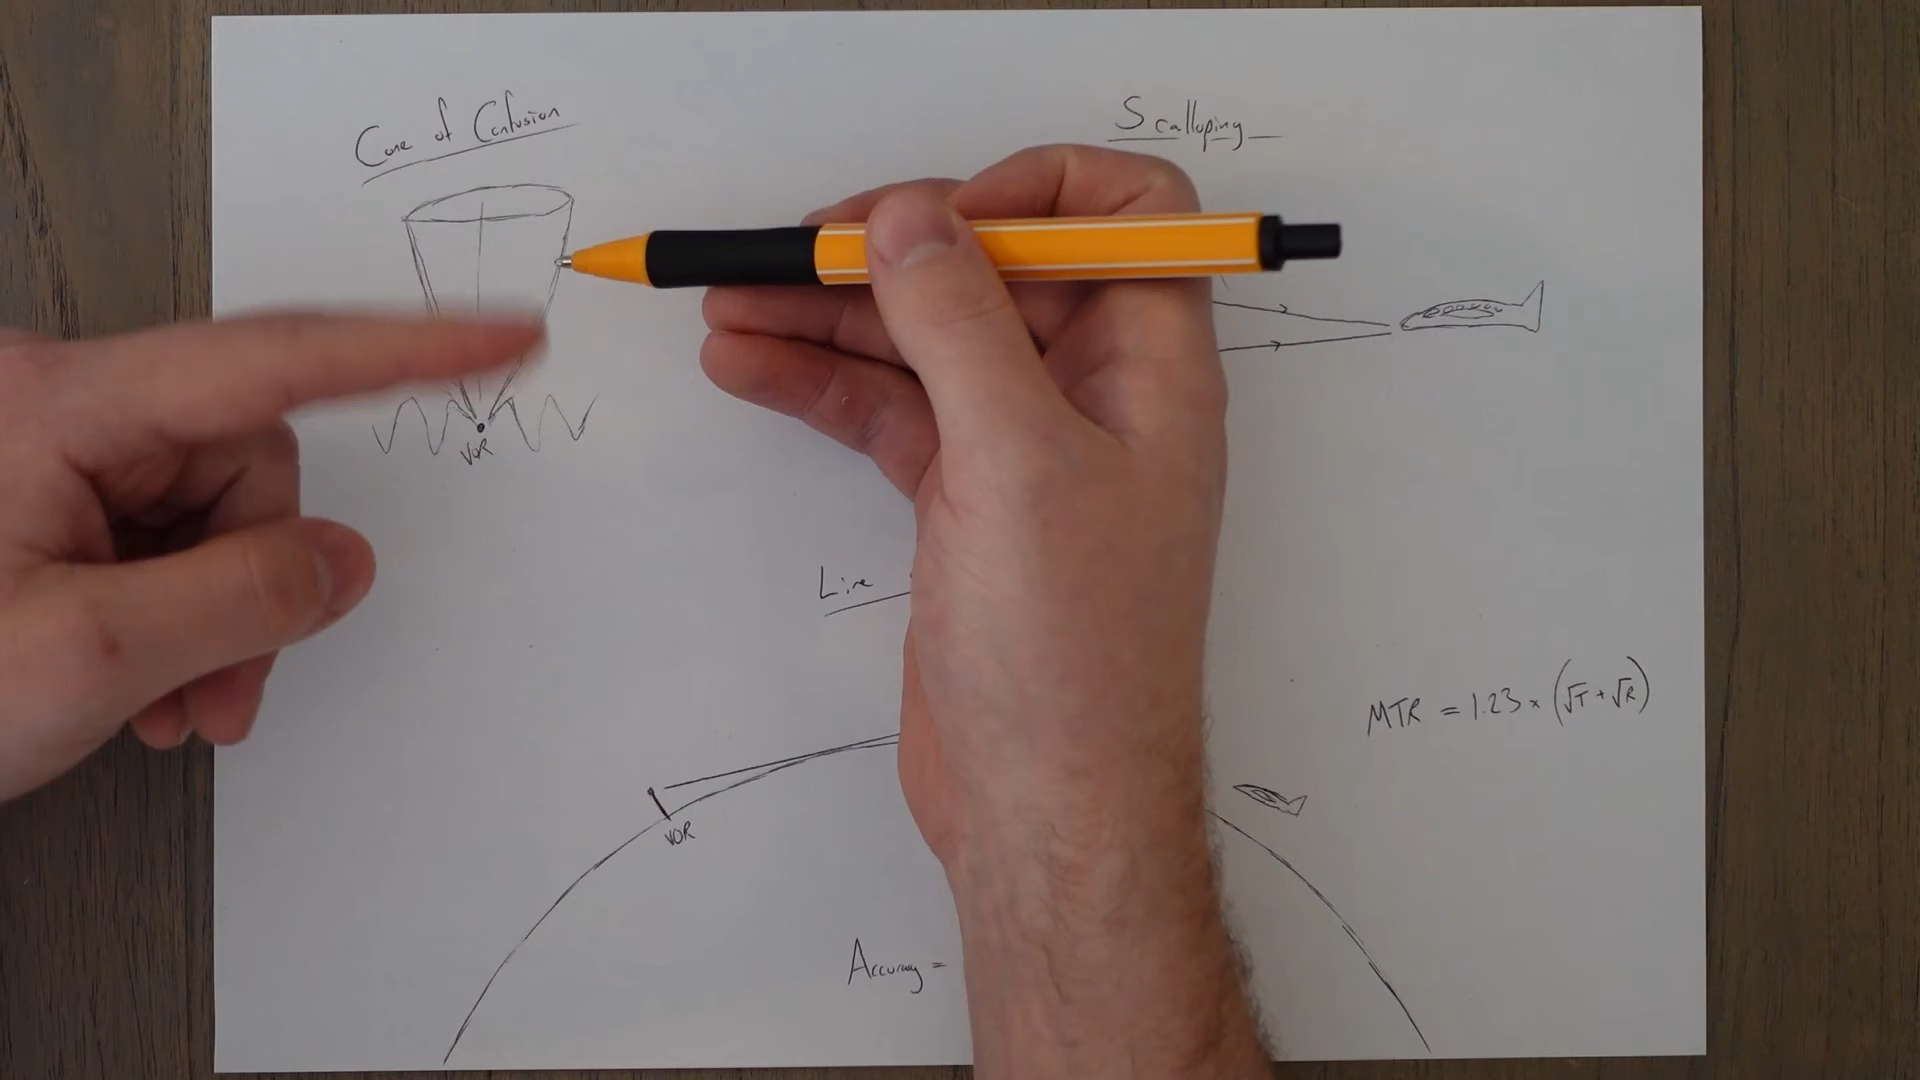 Cone of Confusion
Scalloping
VOR
Line
MTR = 1.23 × (√T + √R)
VOR
Accuracy =